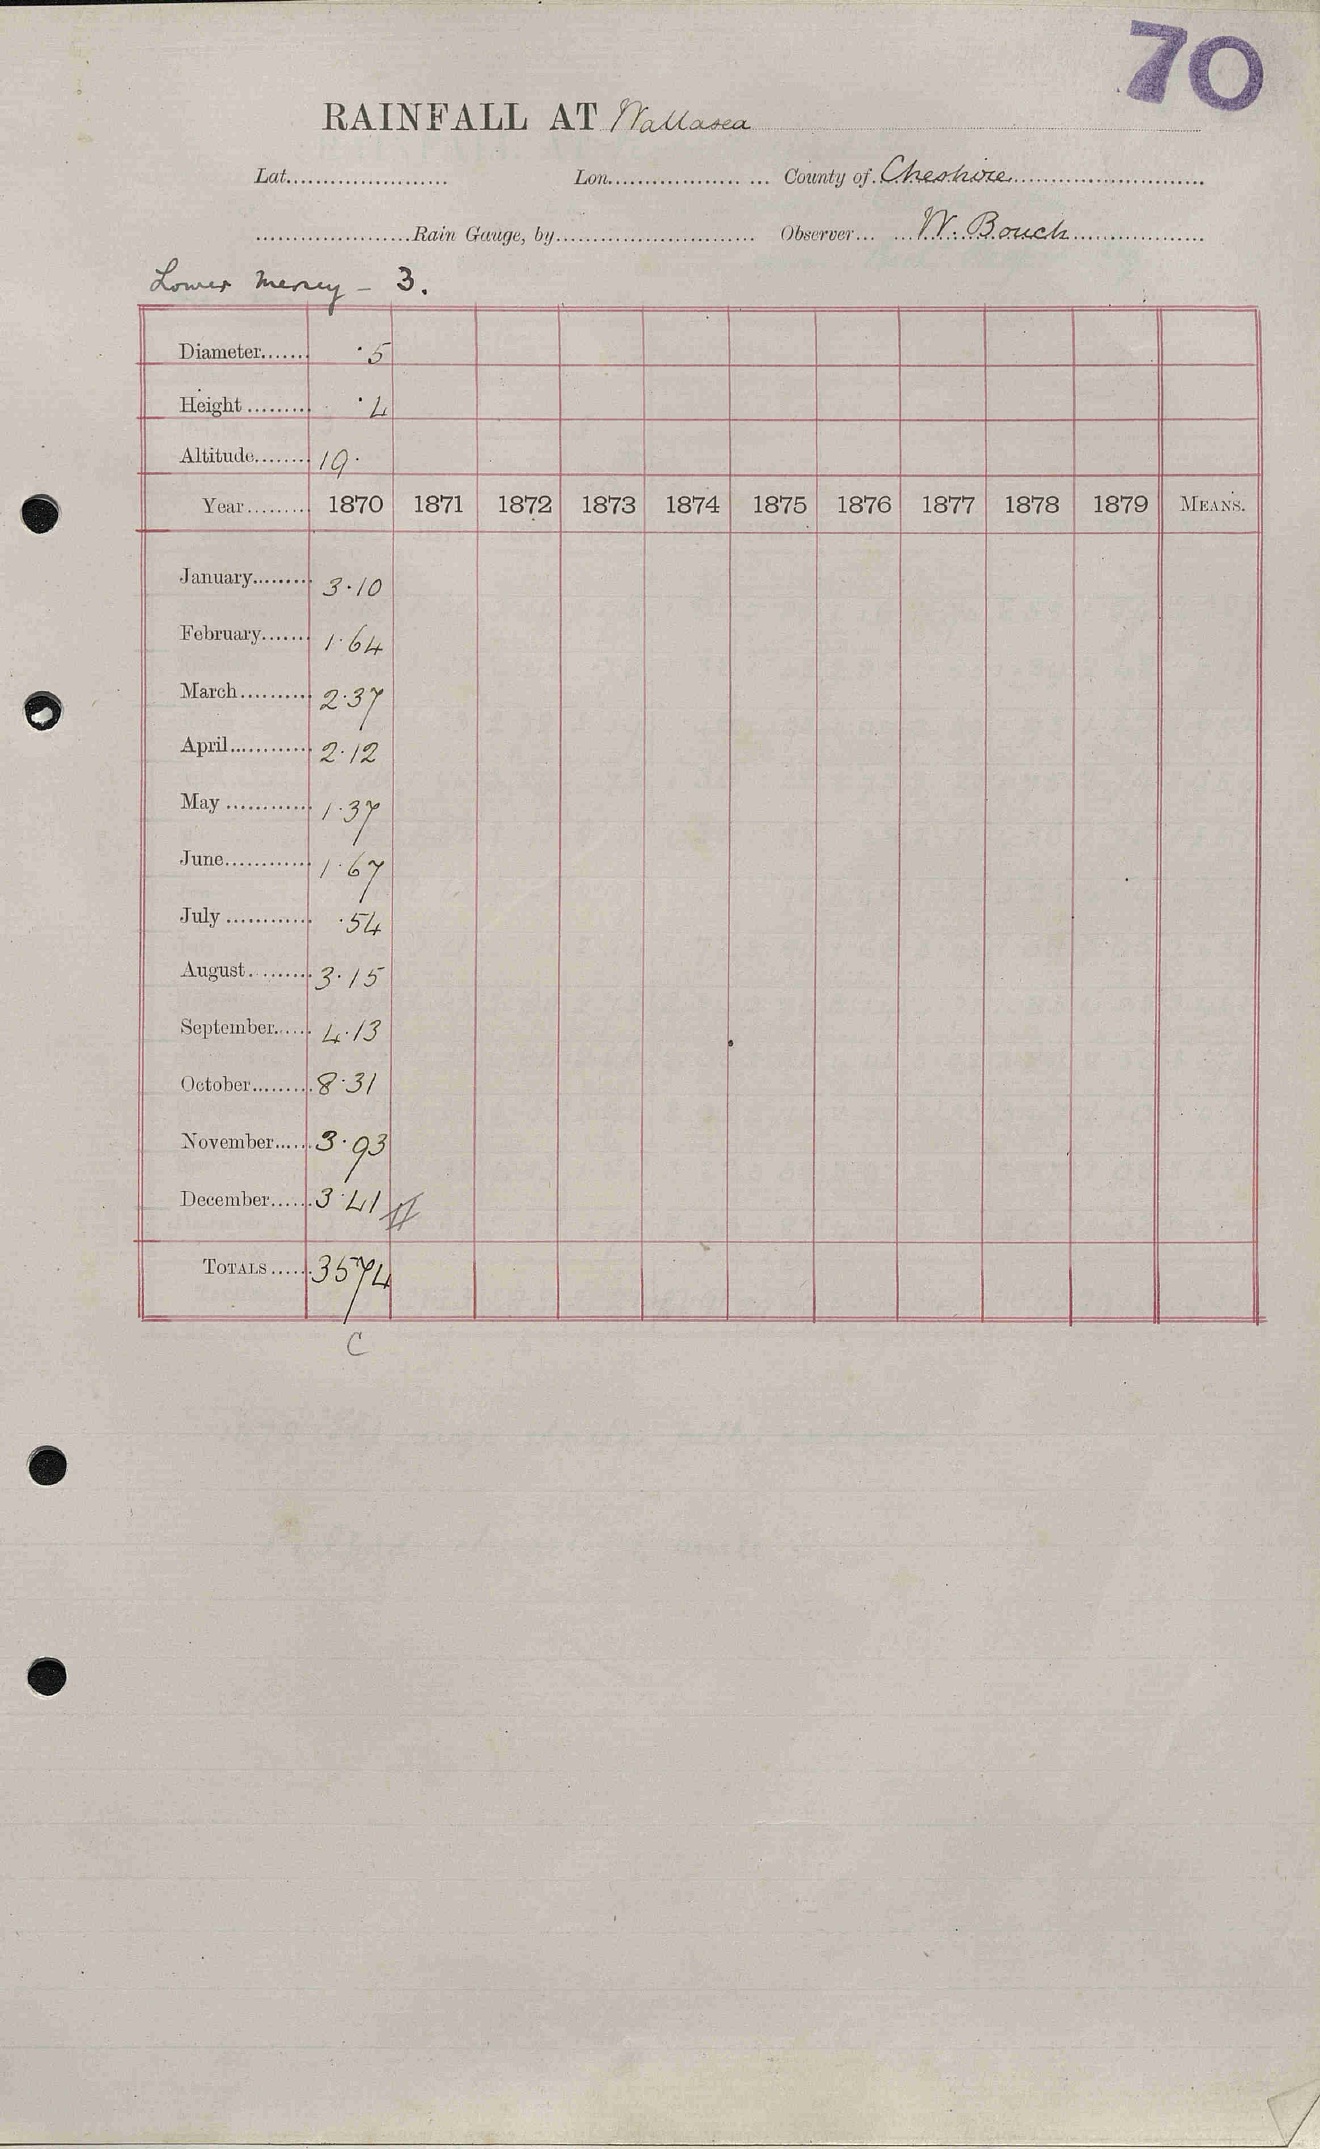 70
RAINFALL AT Wallasea
Lat. Lon. County of Cheshire
Rain Gauge, by Observer W. Bouch
Lower Mersey - 3.
Diameter ·5
Height ·4
Altitude 19·
Year 1870 1871 1872 1873 1874 1875 1876 1877 1878 1879 MEANS.
January 3·10
February 1·64
March 2·37
April 2·12
May 1·37
June 1·67
July ·54
August 3·15
September 4·13
October 8·31
November 3·93
December 3·41
TOTALS 3574
C